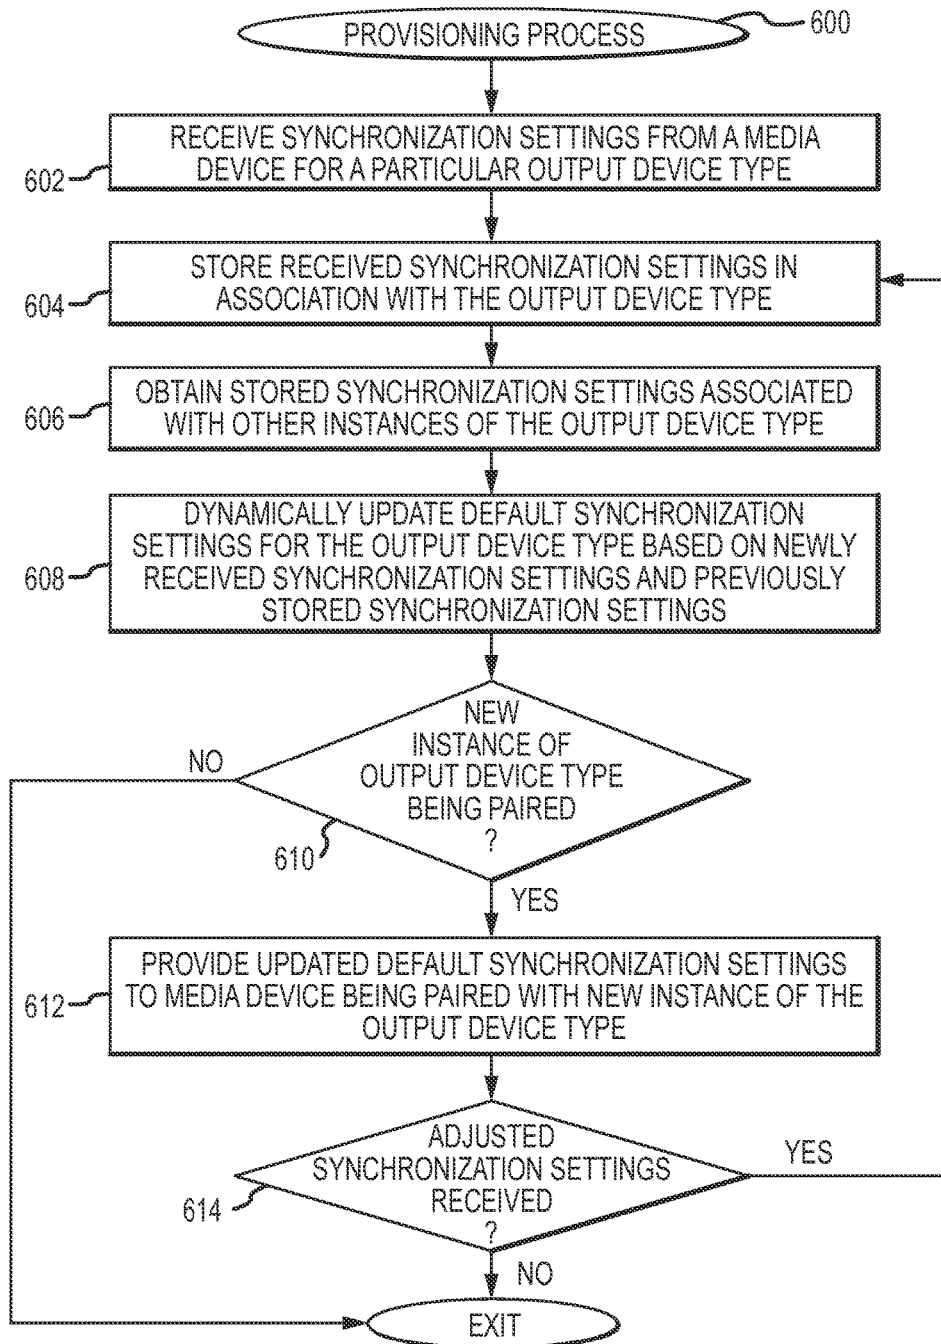 PROVISIONING PROCESS
600
RECEIVE SYNCHRONIZATION SETTINGS FROM A MEDIA
DEVICE FOR A PARTICULAR OUTPUT DEVICE TYPE
602
STORE RECEIVED SYNCHRONIZATION SETTINGS IN
ASSOCIATION WITH THE OUTPUT DEVICE TYPE
604
OBTAIN STORED SYNCHRONIZATION SETTINGS ASSOCIATED
WITH OTHER INSTANCES OF THE OUTPUT DEVICE TYPE
606
DYNAMICALLY UPDATE DEFAULT SYNCHRONIZATION
SETTINGS FOR THE OUTPUT DEVICE TYPE BASED ON NEWLY
RECEIVED SYNCHRONIZATION SETTINGS AND PREVIOUSLY
STORED SYNCHRONIZATION SETTINGS
608
NEW
INSTANCE OF
OUTPUT DEVICE TYPE
BEING PAIRED
?
NO
610
YES
PROVIDE UPDATED DEFAULT SYNCHRONIZATION SETTINGS
TO MEDIA DEVICE BEING PAIRED WITH NEW INSTANCE OF THE
OUTPUT DEVICE TYPE
612
ADJUSTED
SYNCHRONIZATION SETTINGS
RECEIVED
?
YES
614
NO
EXIT